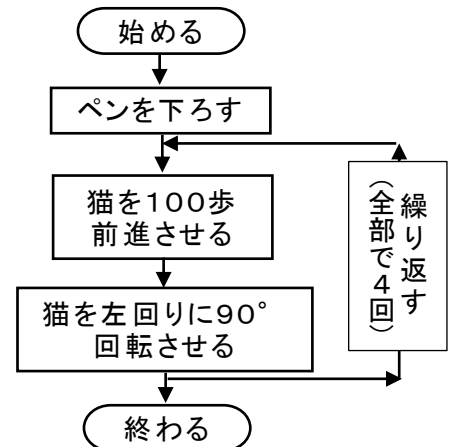 始める
ペンを下ろす
猫を１００歩
前進させる
猫を左回りに９０°
回転させる
繰り返す
（全部で４回）
終わる